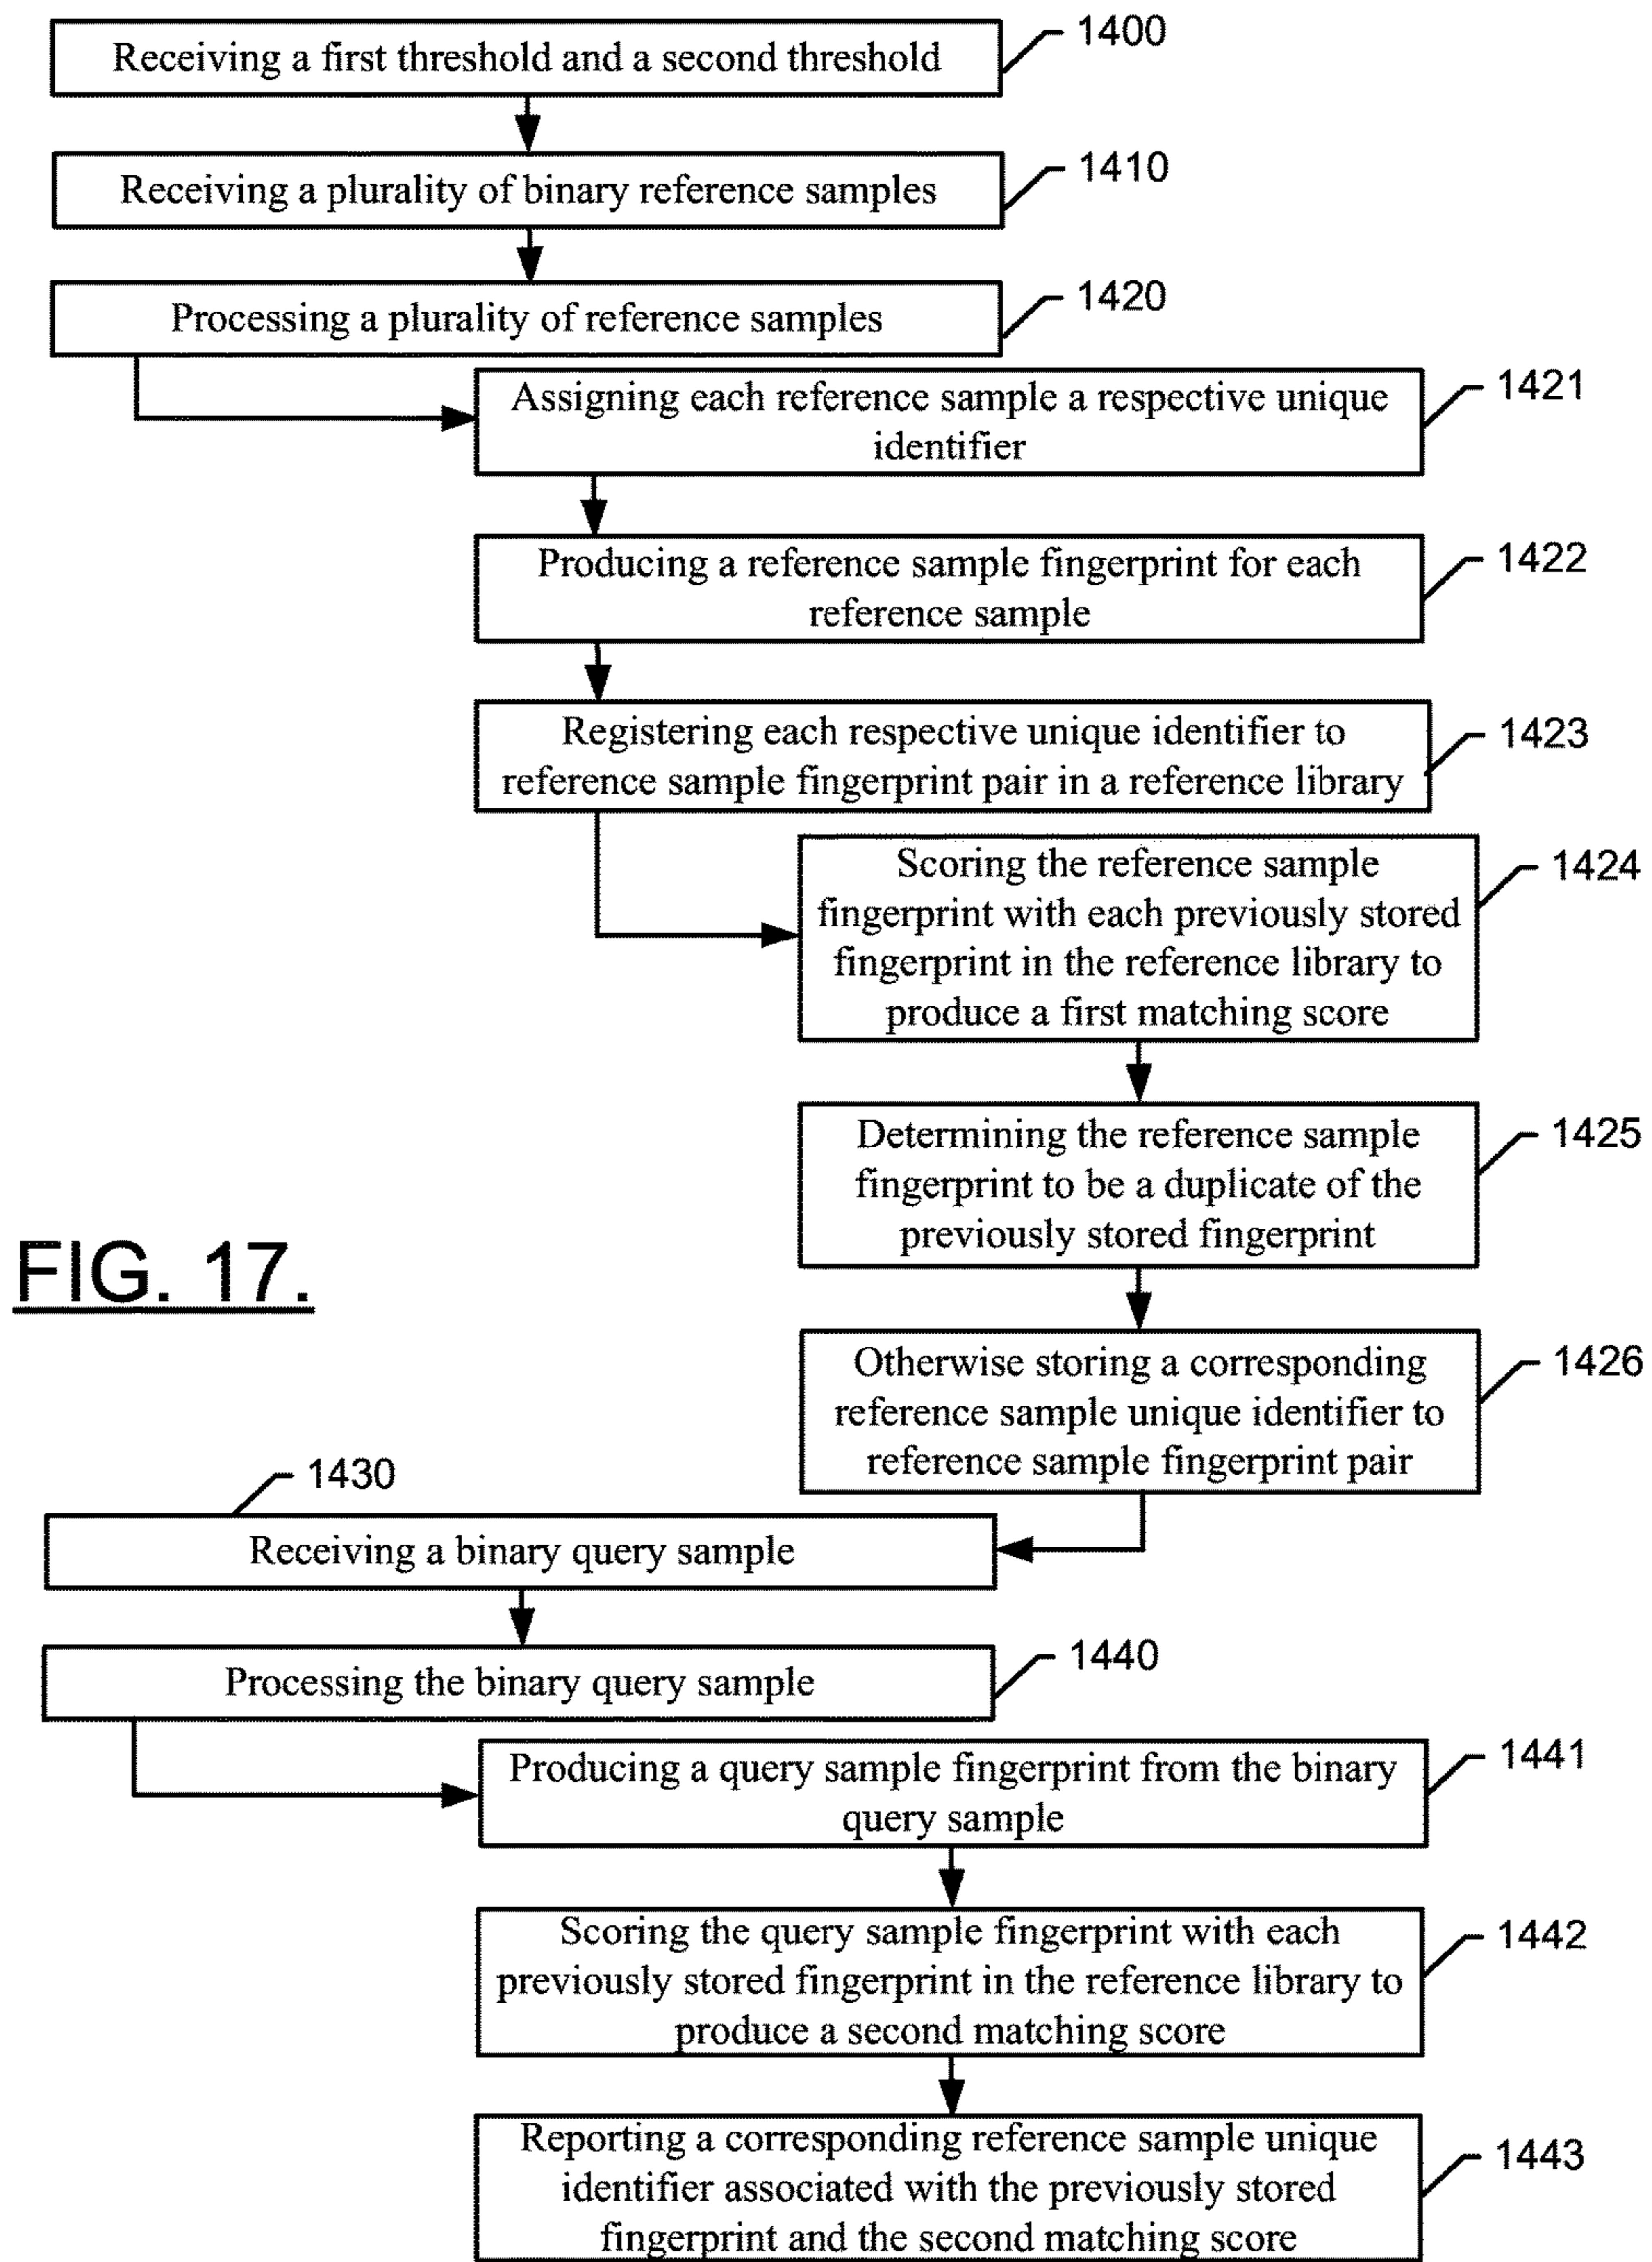 Receiving a first threshold and a second threshold
1400
Receiving a plurality of binary reference samples
1410
Processing a plurality of reference samples
1420
Assigning each reference sample a respective unique
identifier
1421
Producing a reference sample fingerprint for each
reference sample
1422
Registering each respective unique identifier to
reference sample fingerprint pair in a reference library
1423
Scoring the reference sample
fingerprint with each previously stored
fingerprint in the reference library to
produce a first matching score
1424
Determining the reference sample
fingerprint to be a duplicate of the
previously stored fingerprint
1425
FIG. 17.
Otherwise storing a corresponding
reference sample unique identifier to
reference sample fingerprint pair
1426
1430
Receiving a binary query sample
Processing the binary query sample
1440
Producing a query sample fingerprint from the binary
query sample
1441
Scoring the query sample fingerprint with each
previously stored fingerprint in the reference library to
produce a second matching score
1442
Reporting a corresponding reference sample unique
identifier associated with the previously stored
fingerprint and the second matching score
1443